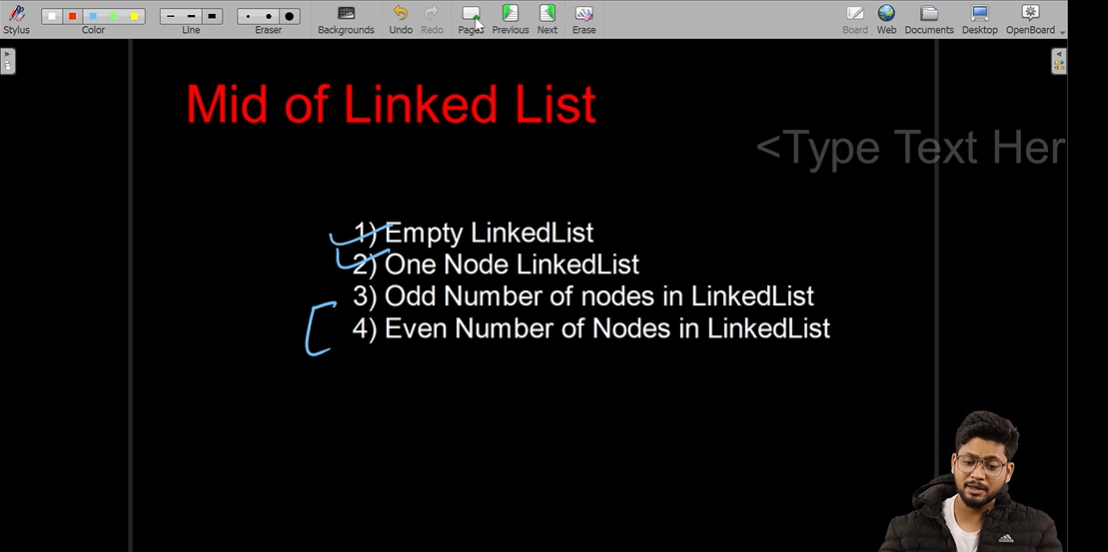 Stylus
Color
Line
Eraser
Backgrounds
Undo
Redo
Pages
Previous
Next
Erase
Board
Web
Documents
Desktop
OpenBoard
Mid of Linked List
<Type Text Her
1) Empty LinkedList
2) One Node LinkedList
3) Odd Number of nodes in LinkedList
4) Even Number of Nodes in LinkedList